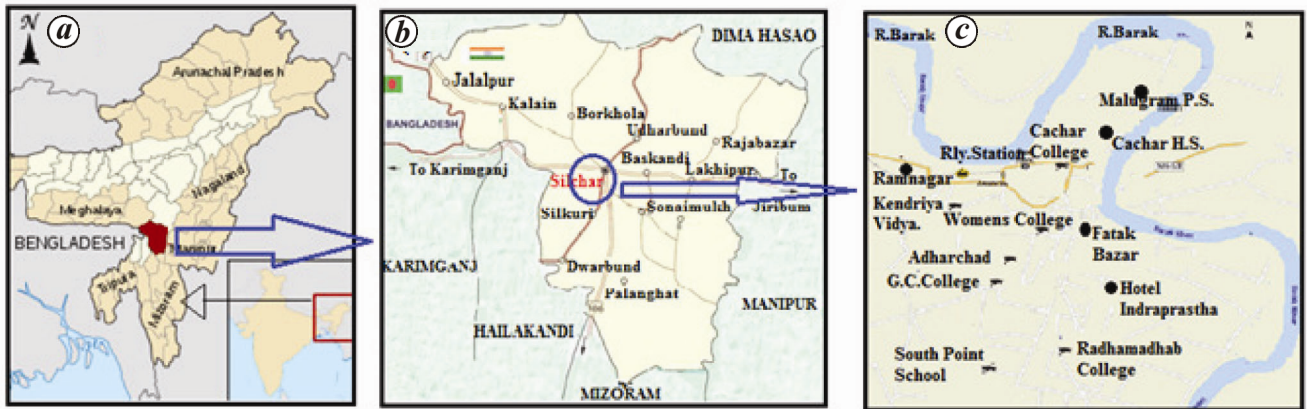 N
a
Arunachal Pradesh
Nagaland
Meghalaya
BENGLADESH
Manipur
Tripura
Mizoram
b
DIMA HASAO
Jalalpur
Kalain
Borkhola
BANGLADESH
Udharbund
Rajabazar
Baskandi
To Karimganj
Lakhipur
To
Silchar
Jiribum
Silkuri
Sonaimukh
KARIMGANJ
Dwarbund
Palanghat
MANIPUR
HAILAKANDI
MIZORAM
c
N
R.Barak
R.Barak
Malugram P.S.
Cachar
College
Cachar H.S.
Rly.Station
Ramnagar
Kendriya
Vidya.
Womens College
Fatak
Bazar
Adharchad
G.C.College
Hotel
Indraprastha
South Point
School
Radhamadhab
College